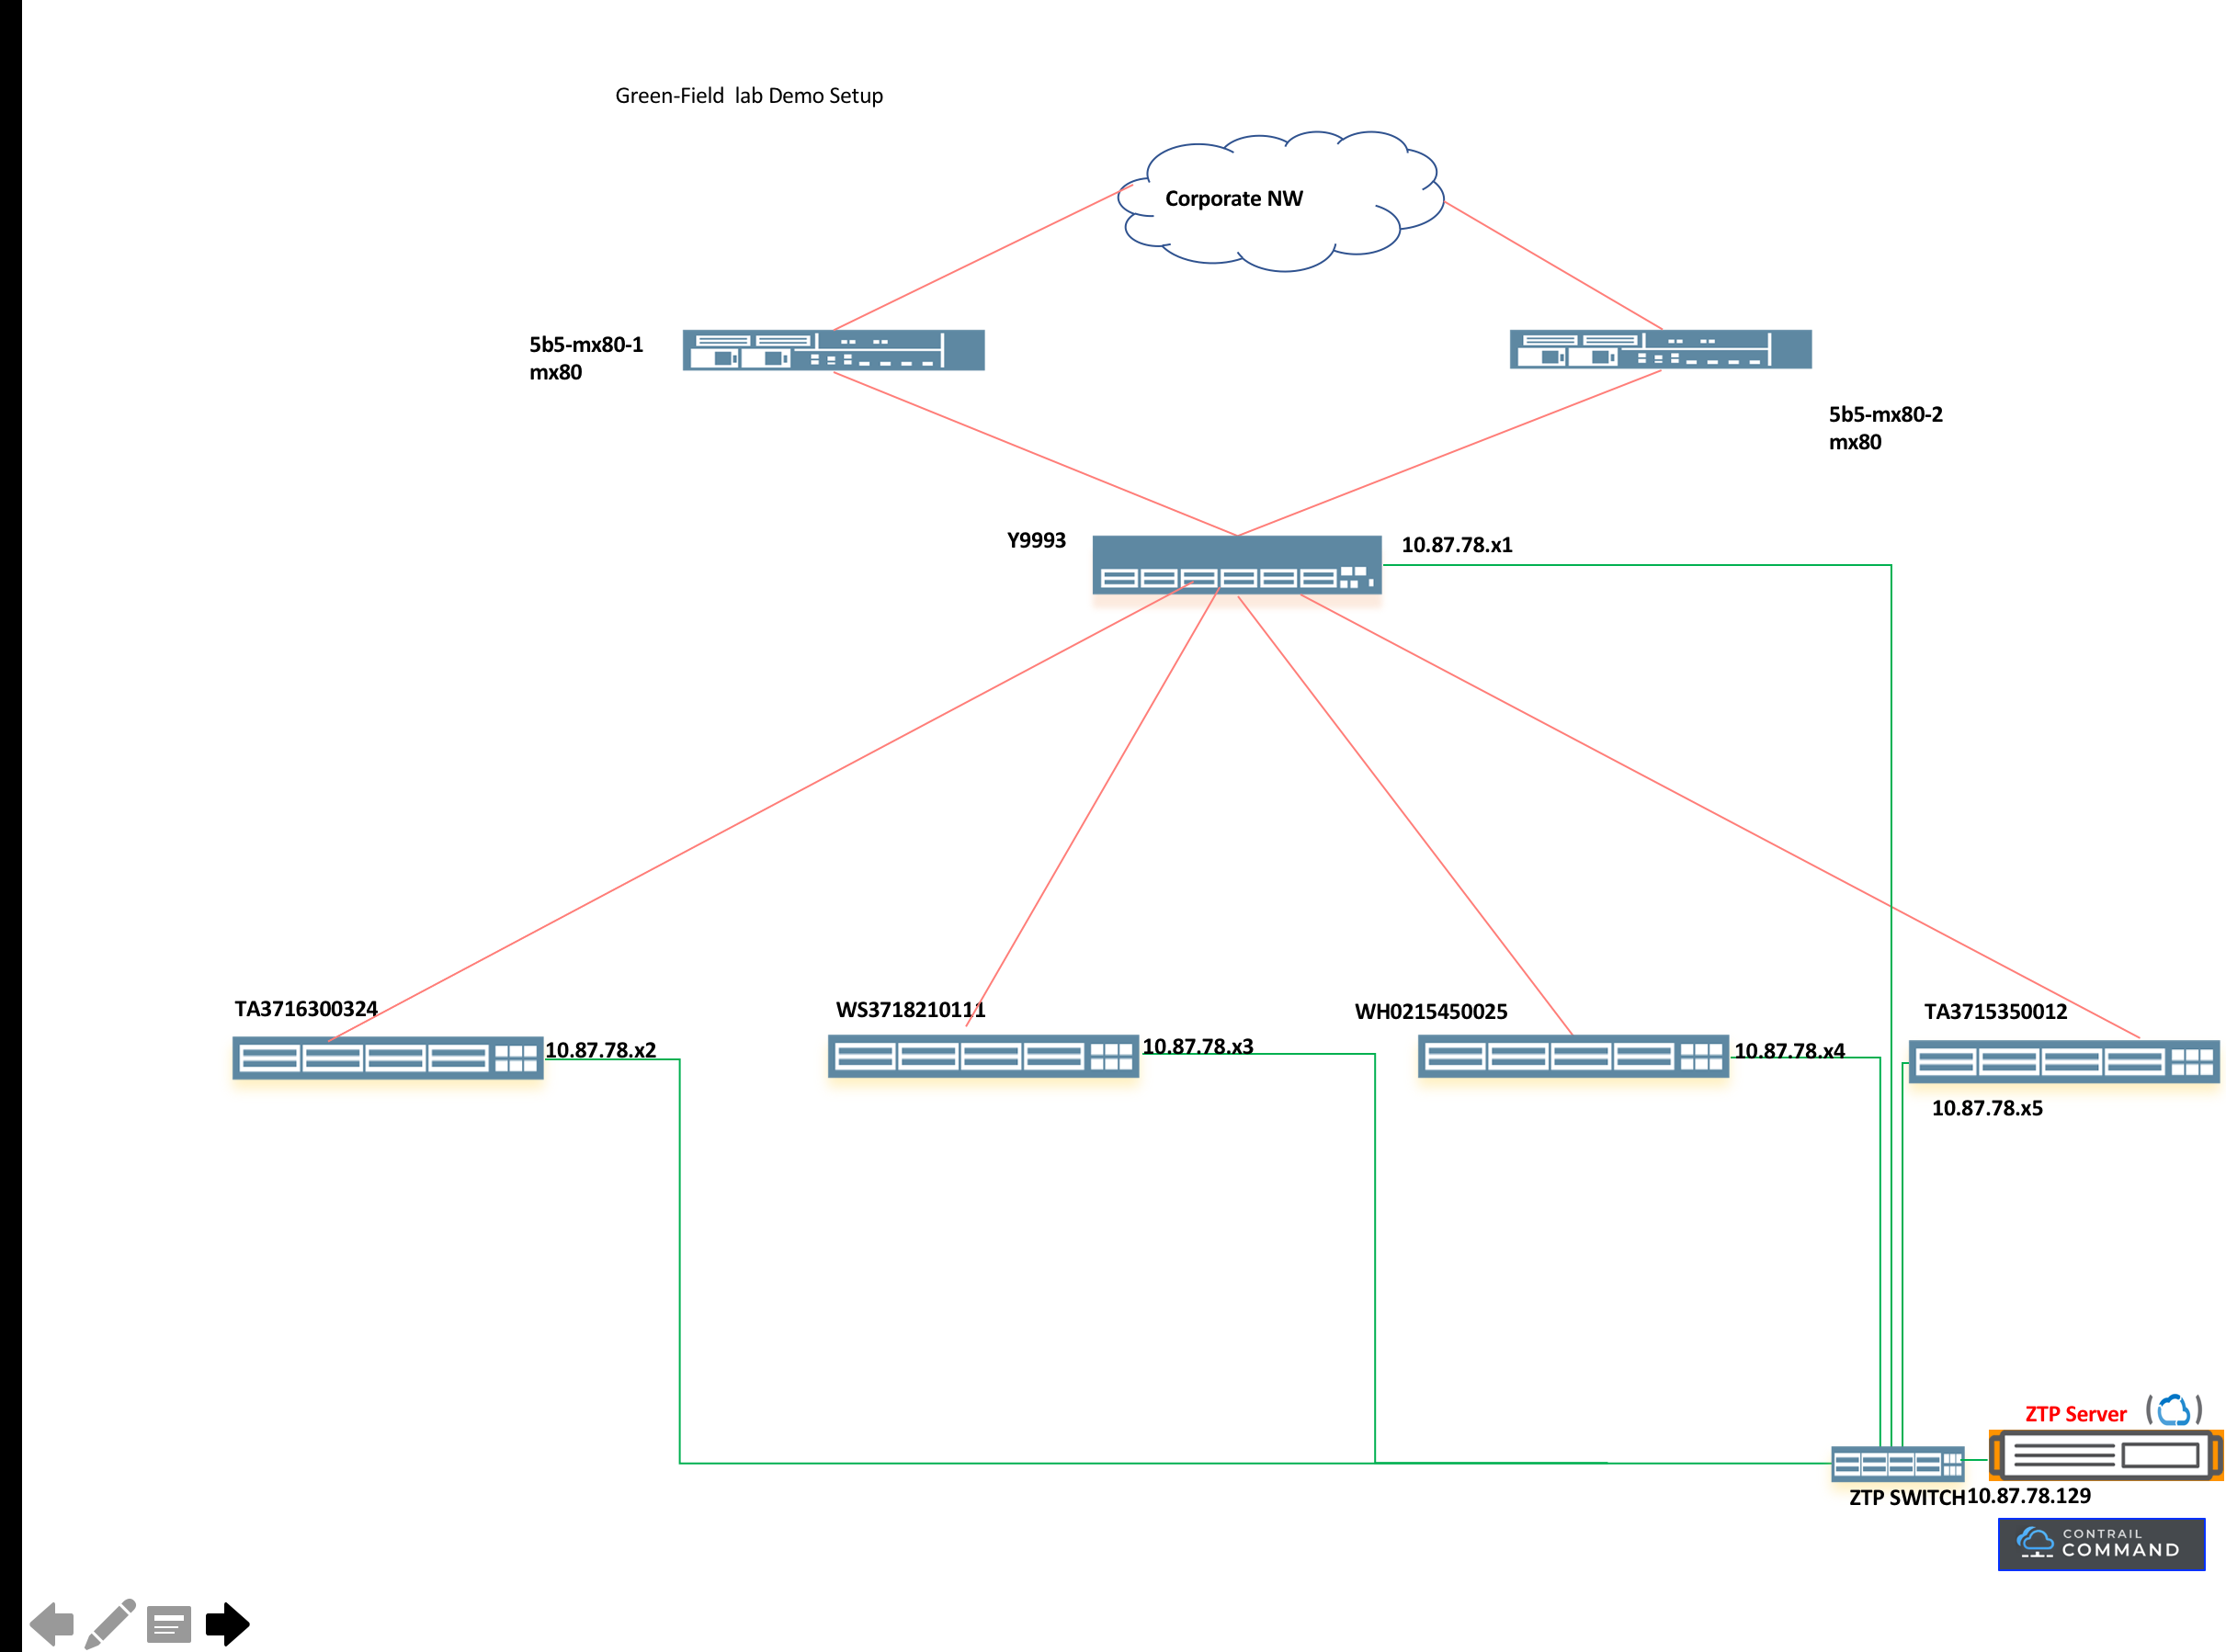 Green-Field  lab Demo Setup
Corporate NW
5b5-mx80-1
mx80
5b5-mx80-2
mx80
Y9993
10.87.78.x1
TA3716300324
WS3718210111
WH0215450025
TA3715350012
10.87.78.x2
10.87.78.x3
10.87.78.x4
10.87.78.x5
ZTP Server
ZTP SWITCH
10.87.78.129
CONTRAIL
COMMAND